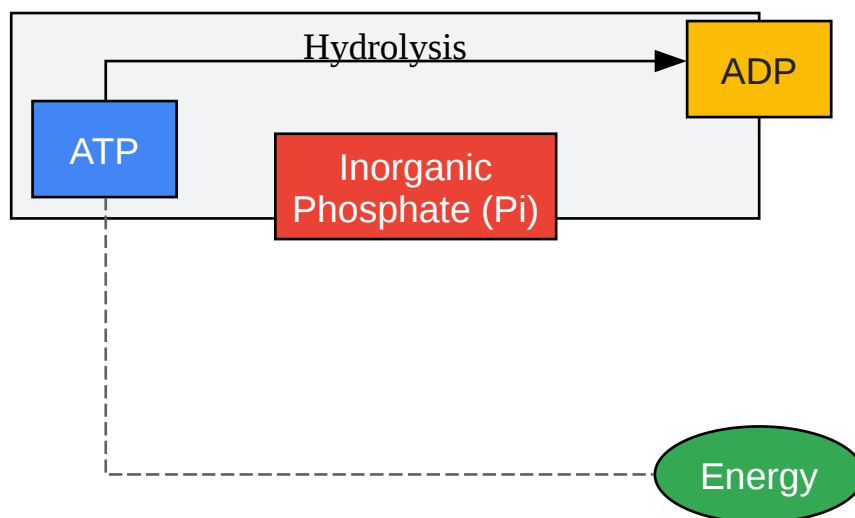 Hydrolysis
ADP
ATP
Inorganic
Phosphate (Pi)
Energy